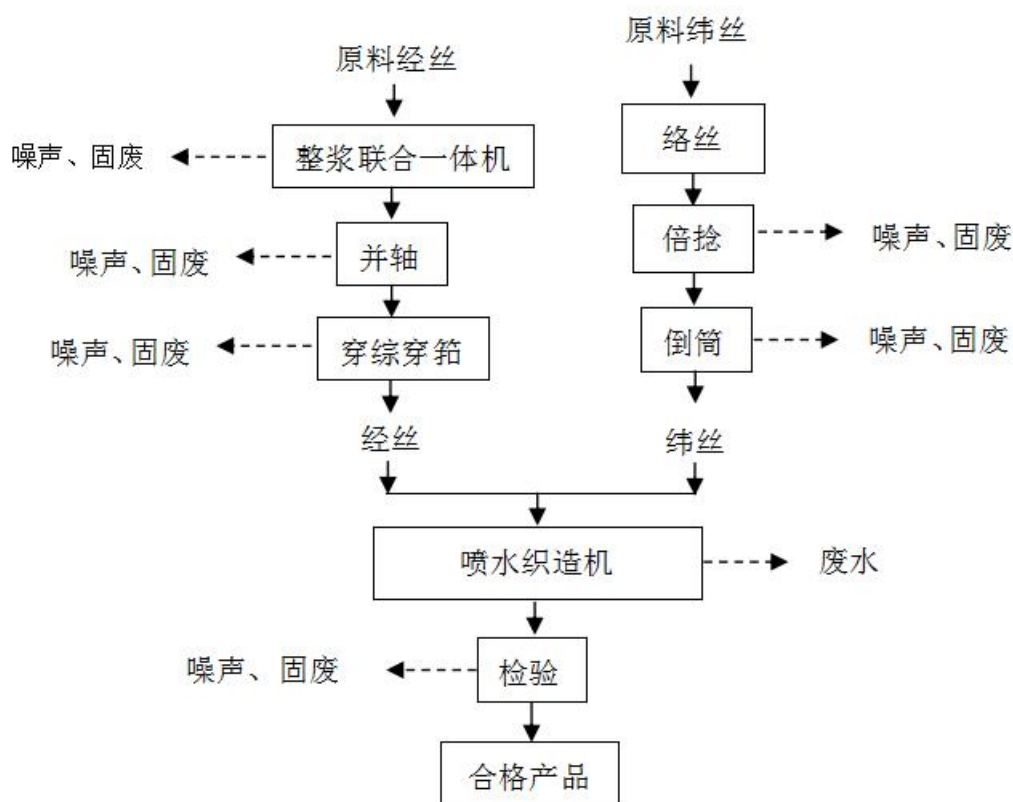 原料经丝
原料纬丝
噪声、固废
整浆联合一体机
络丝
噪声、固废
并轴
倍捻
噪声、固废
噪声、固废
穿综穿筘
倒筒
噪声、固废
经丝
纬丝
喷水织造机
废水
噪声、固废
检验
合格产品